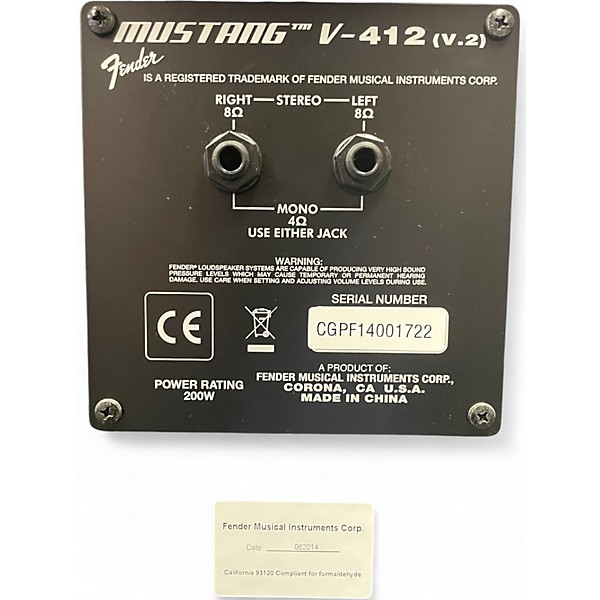 MUSTANG™ V-412 (V.2)
Fender
IS A REGISTERED TRADEMARK OF FENDER MUSICAL INSTRUMENTS CORP.
RIGHT STEREO LEFT
8Ω 8Ω
MONO
4Ω
USE EITHER JACK
WARNING:
FENDER® LOUDSPEAKER SYSTEMS ARE CAPABLE OF PRODUCING VERY HIGH SOUND
PRESSURE LEVELS WHICH MAY CAUSE TEMPORARY OR PERMANENT HEARING
DAMAGE. USE CARE WHEN SETTING AND ADJUSTING VOLUME LEVELS DURING USE.
SERIAL NUMBER
CGPF14001722
CE
POWER RATING
200W
A PRODUCT OF:
FENDER MUSICAL INSTRUMENTS CORP.,
CORONA, CA U.S.A.
MADE IN CHINA
Fender Musical Instruments Corp.
Date: 062014
California 93120 Compliant for formaldehyde